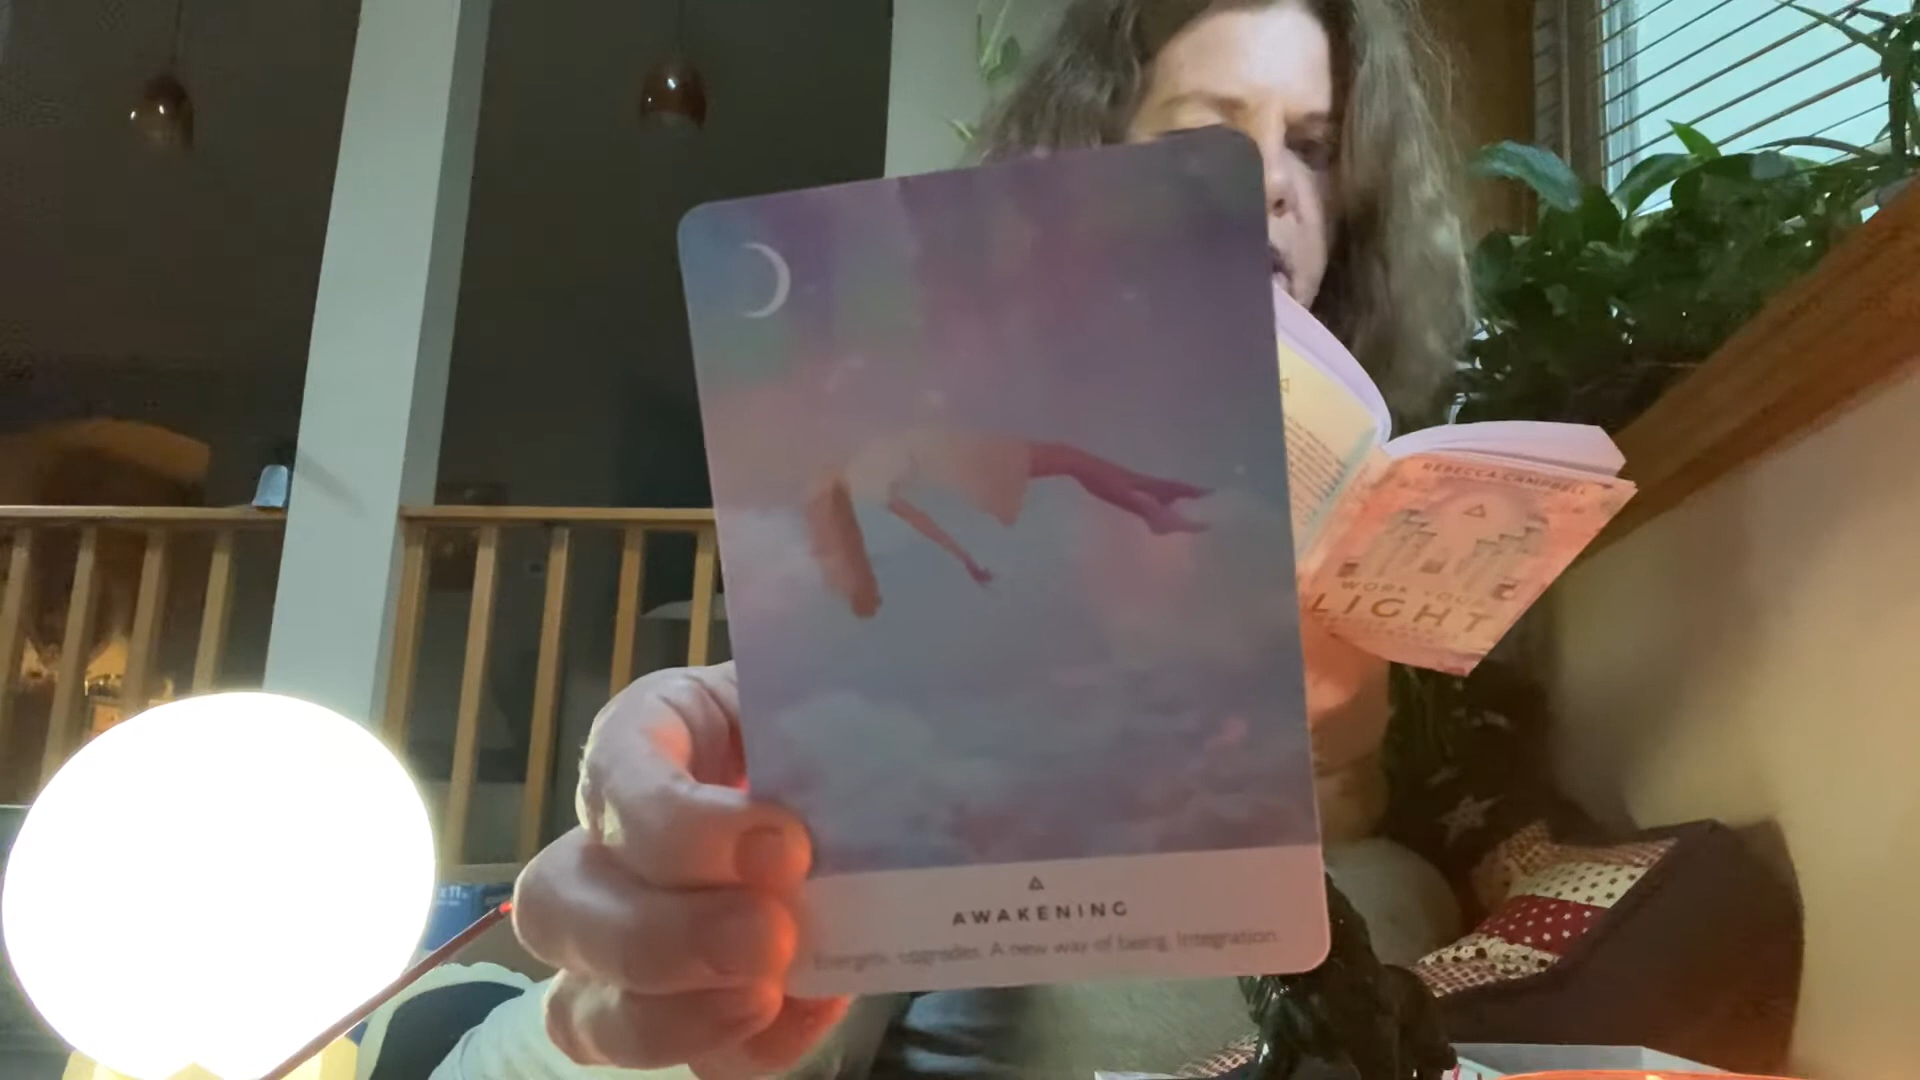 AWAKENING
Energetic upgrades. A new way of being. Integration.
REBECCA CAMPBELL
WORK YOUR
LIGHT